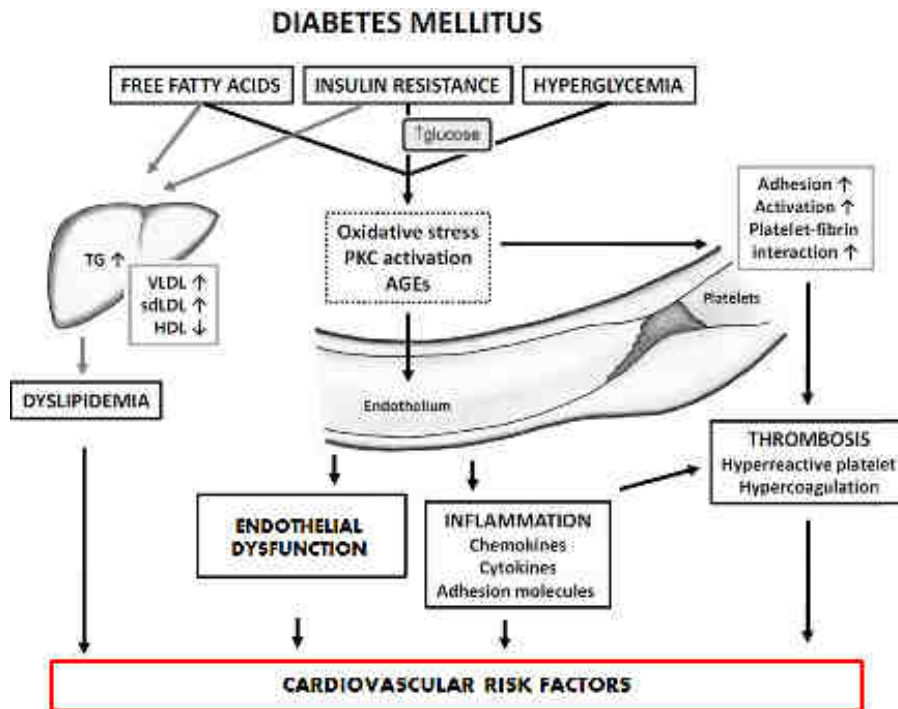 DIABETES MELLITUS
FREE FATTY ACIDS
INSULIN RESISTANCE
HYPERGLYCEMIA
↑glucose
Adhesion ↑
Activation ↑
Platelet-fibrin
interaction ↑
Oxidative stress
PKC activation
AGEs
TG ↑
VLDL ↑
sdLDL ↑
HDL ↓
Platelets
DYSLIPIDEMIA
Endothelium
THROMBOSIS
Hyperreactive platelet
Hypercoagulation
ENDOTHELIAL
DYSFUNCTION
INFLAMMATION
Chemokines
Cytokines
Adhesion molecules
CARDIOVASCULAR RISK FACTORS